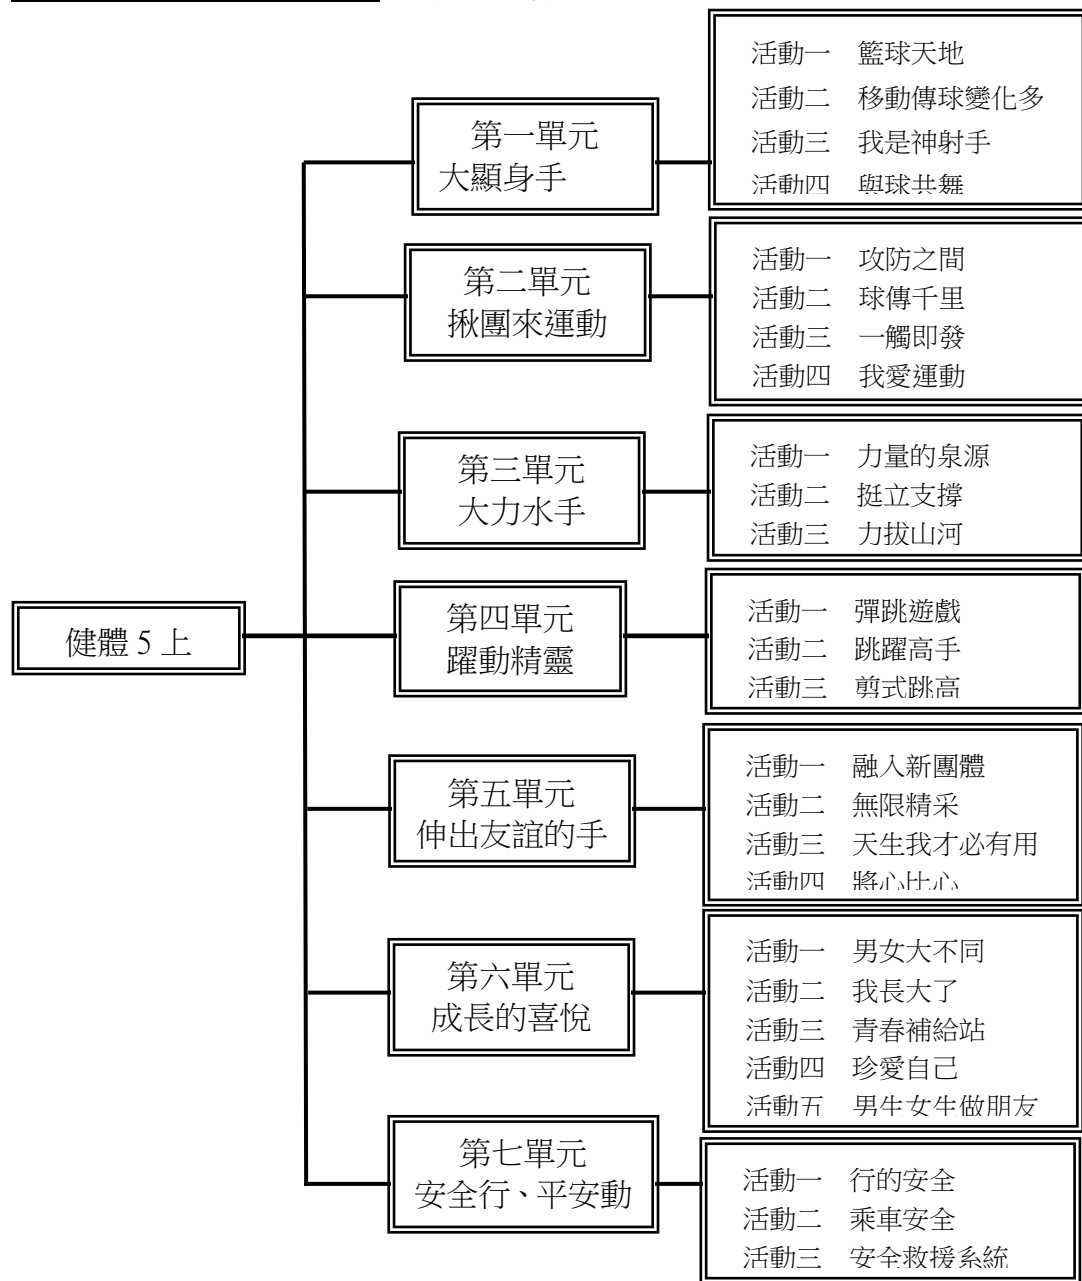 健體 5 上
第一單元
大顯身手
活動一 籃球天地
活動二 移動傳球變化多
活動三 我是神射手
活動四 與球共舞
第二單元
揪團來運動
活動一 攻防之間
活動二 球傳千里
活動三 一觸即發
活動四 我愛運動
第三單元
大力水手
活動一 力量的泉源
活動二 挺立支撐
活動三 力拔山河
第四單元
躍動精靈
活動一 彈跳遊戲
活動二 跳躍高手
活動三 剪式跳高
第五單元
伸出友誼的手
活動一 融入新團體
活動二 無限精采
活動三 天生我才必有用
活動四 將心比心
第六單元
成長的喜悅
活動一 男女大不同
活動二 我長大了
活動三 青春補給站
活動四 珍愛自己
活動五 男生女生做朋友
第七單元
安全行、平安動
活動一 行的安全
活動二 乘車安全
活動三 安全救援系統